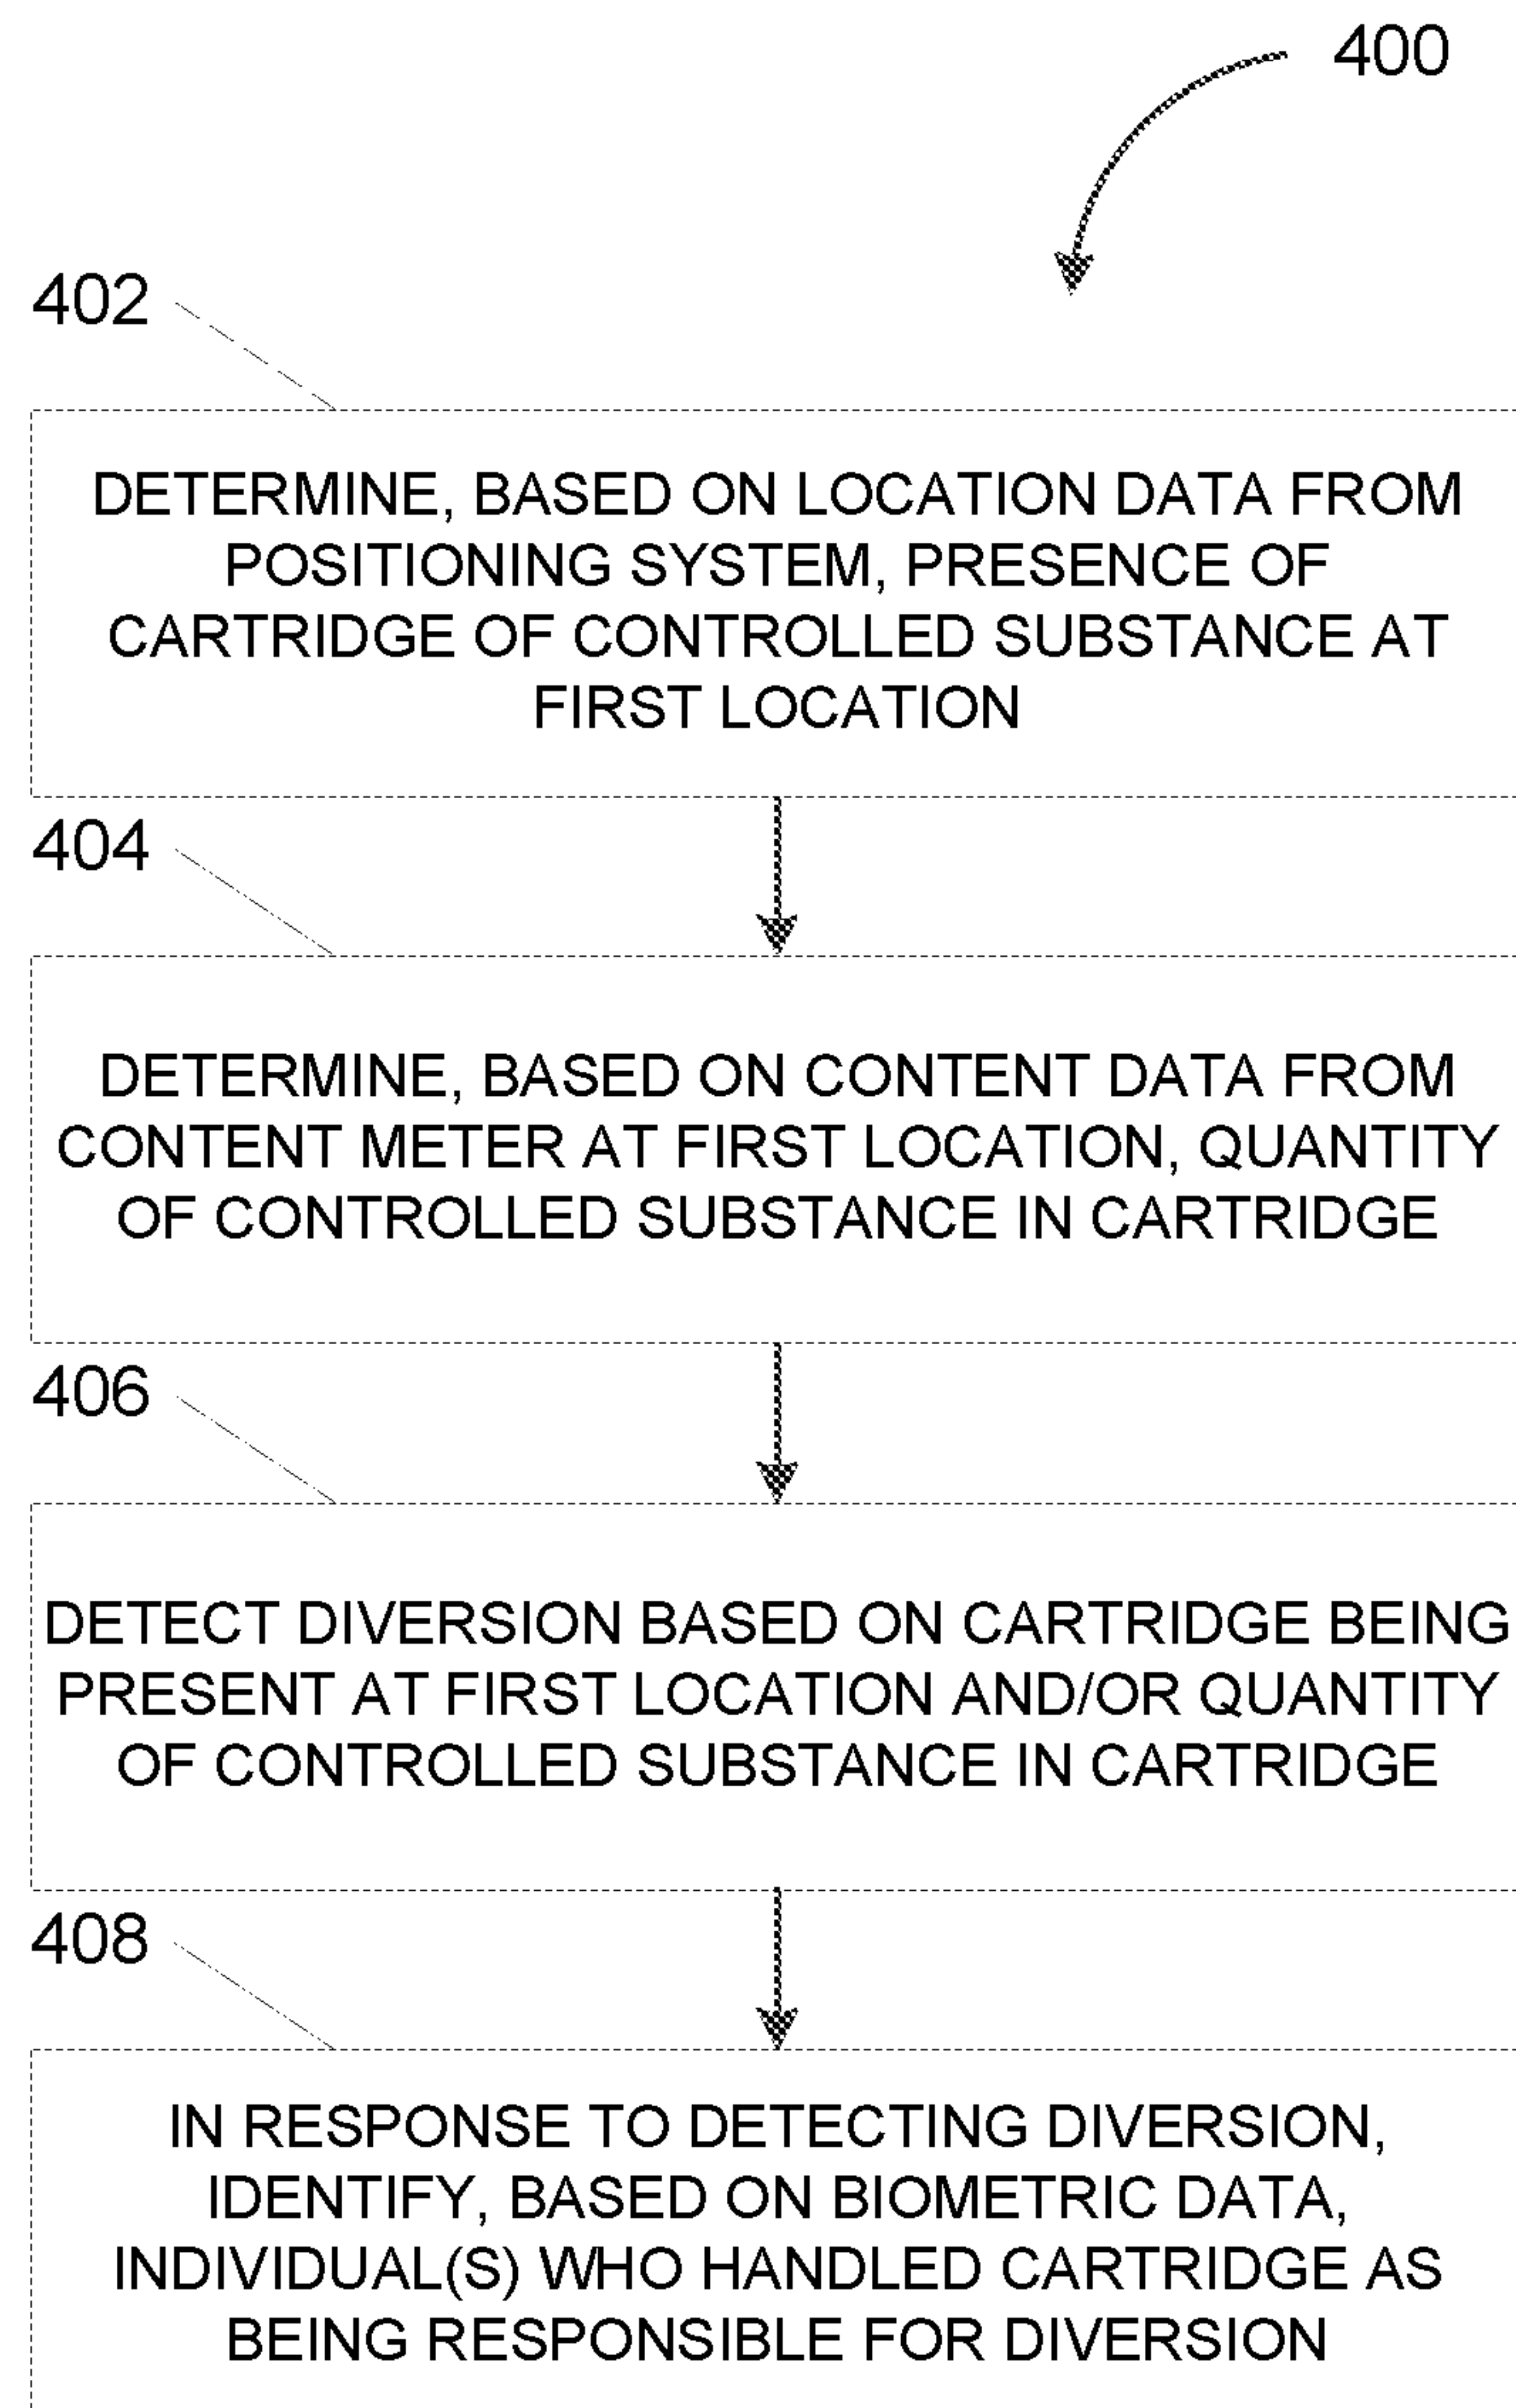 400
402
DETERMINE, BASED ON LOCATION DATA FROM
POSITIONING SYSTEM, PRESENCE OF
CARTRIDGE OF CONTROLLED SUBSTANCE AT
FIRST LOCATION
404
DETERMINE, BASED ON CONTENT DATA FROM
CONTENT METER AT FIRST LOCATION, QUANTITY
OF CONTROLLED SUBSTANCE IN CARTRIDGE
406
DETECT DIVERSION BASED ON CARTRIDGE BEING
PRESENT AT FIRST LOCATION AND/OR QUANTITY
OF CONTROLLED SUBSTANCE IN CARTRIDGE
408
IN RESPONSE TO DETECTING DIVERSION,
IDENTIFY, BASED ON BIOMETRIC DATA,
INDIVIDUAL(S) WHO HANDLED CARTRIDGE AS
BEING RESPONSIBLE FOR DIVERSION